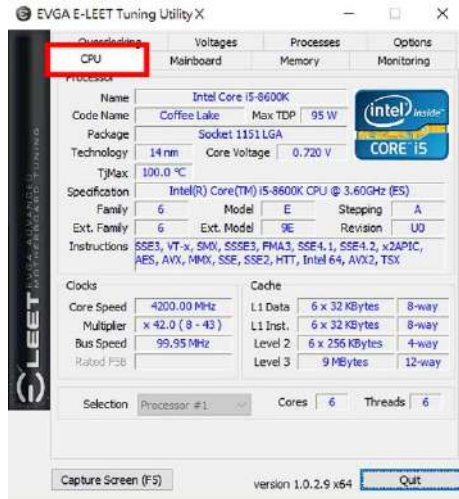 EVGA E-LEET Tuning Utility X
Overclocking Voltages Processes Options
CPU Mainboard Memory Monitoring
Processor
Name Intel Core i5-8600K
Code Name Coffee Lake Max TDP 95 W
Package Socket 1151 LGA
Technology 14 nm Core Voltage 0.720 V
TjMax 100.0 °C
(intel) inside™
CORE i5
Specification Intel(R) Core(TM) i5-8600K CPU @ 3.60GHz (ES)
Family 6 Model E Stepping A
Ext. Family 6 Ext. Model 9E Revision U0
Instructions SSE3, VT-x, SMX, SSSE3, FMA3, SSE4.1, SSE4.2, x2APIC,
AES, AVX, MMX, SSE, SSE2, HTT, Intel 64, AVX2, TSX
Clocks Cache
Core Speed 4200.00 MHz L1 Data 6 x 32 KBytes 8-way
Multiplier x 42.0 ( 8 - 43 ) L1 Inst. 6 x 32 KBytes 8-way
Bus Speed 99.95 MHz Level 2 6 x 256 KBytes 4-way
Rated FSB Level 3 9 MBytes 12-way
Selection Processor #1 Cores 6 Threads 6
Capture Screen (F5) version 1.0.2.9 x64 Quit
LEET EVGA ADVANCED
MOTHERBOARD TUNING